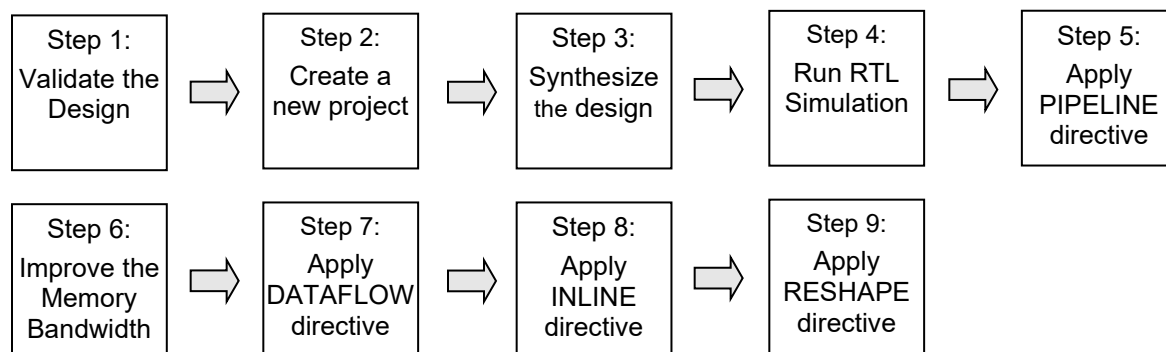 Step 1:
Validate the
Design
Step 2:
Create a
new project
Step 3:
Synthesize
the design
Step 4:
Run RTL
Simulation
Step 5:
Apply
PIPELINE
directive
Step 6:
Improve the
Memory
Bandwidth
Step 7:
Apply
DATAFLOW
directive
Step 8:
Apply
INLINE
directive
Step 9:
Apply
RESHAPE
directive